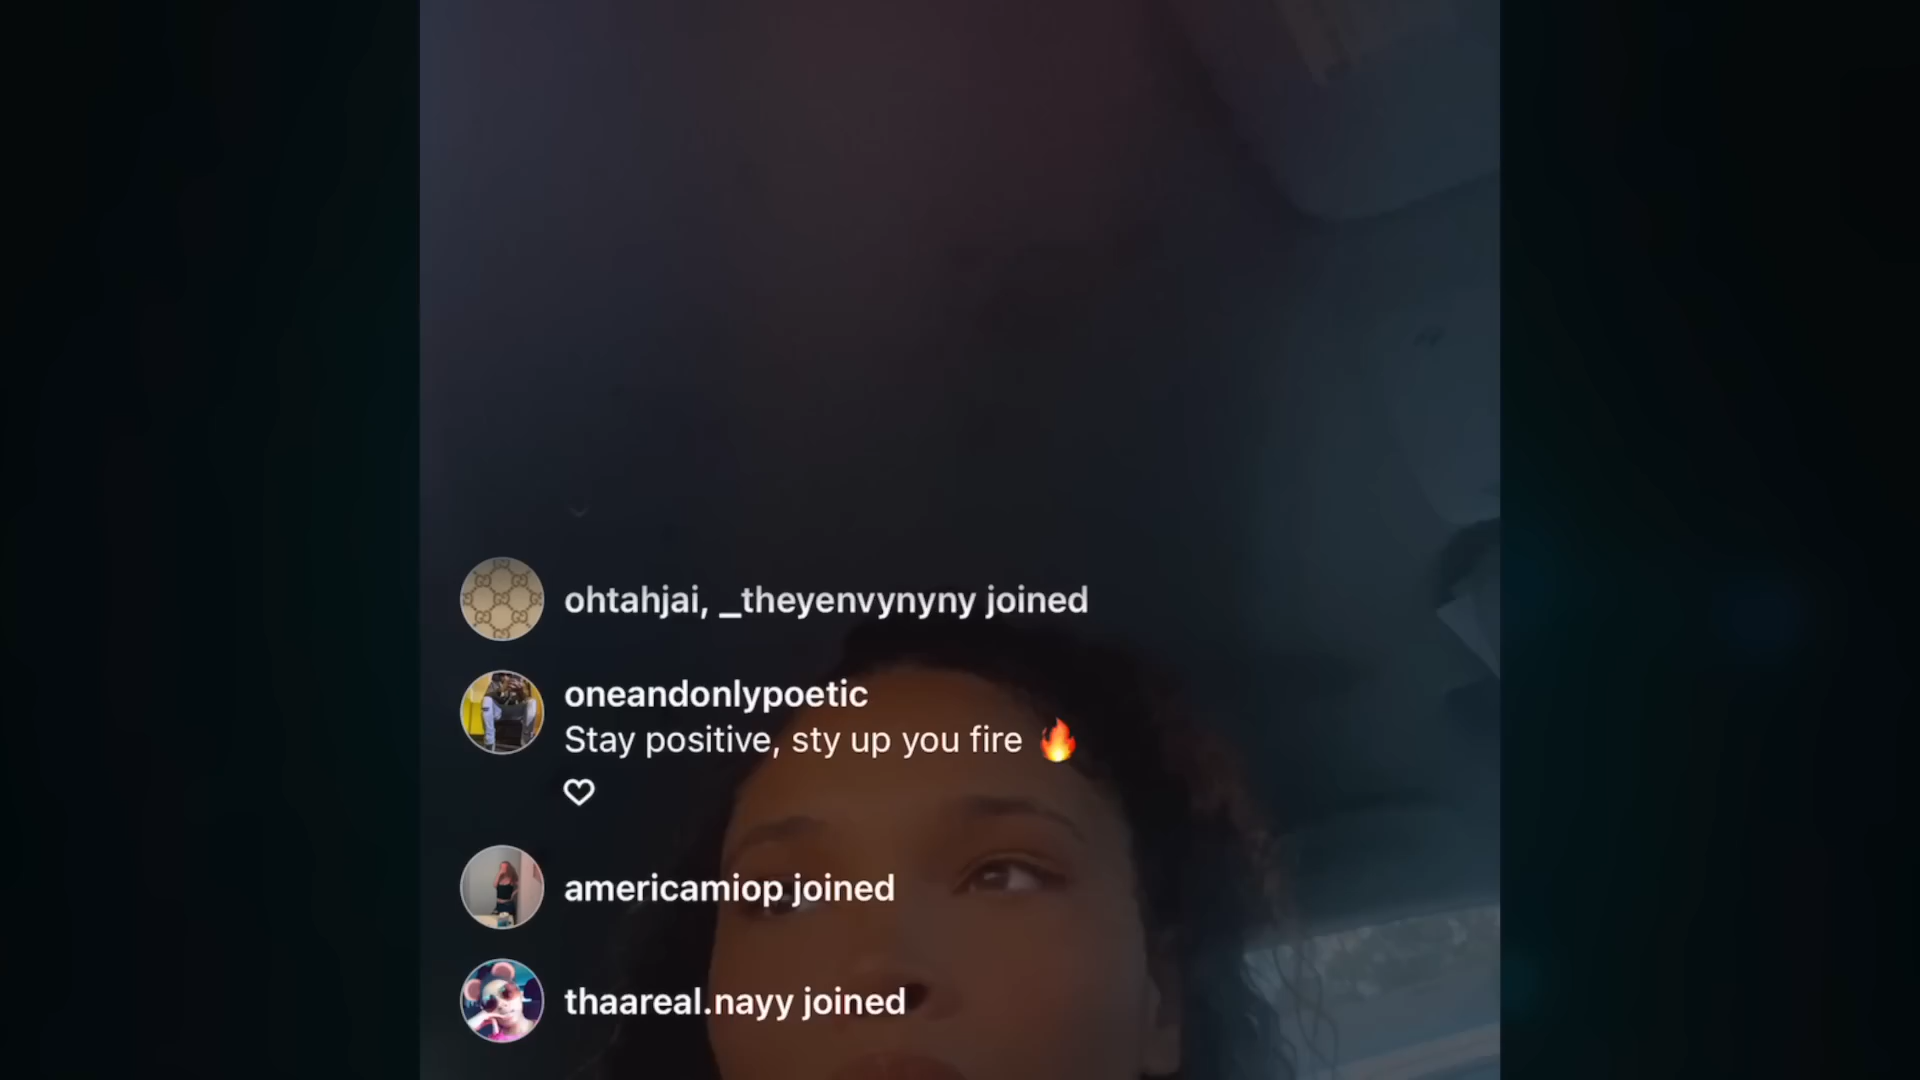 ohtahjai, _theyenvynyny joined
oneandonlypoetic
Stay positive, sty up you fire 🔥
americamiop joined
thaareal.nayy joined